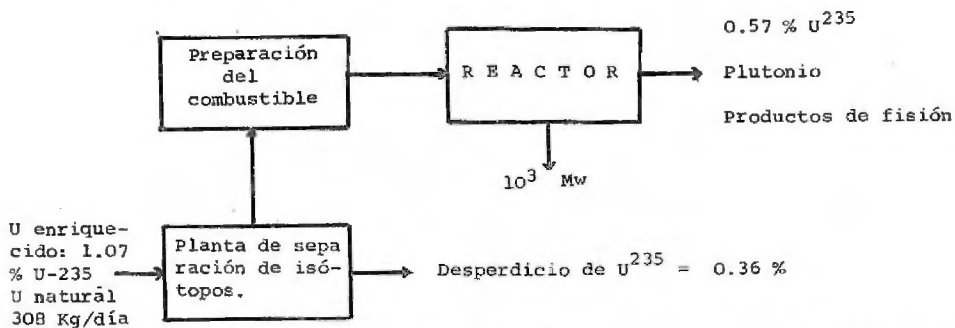 0.57 % U235
Preparación
del
combustible
R E A C T O R
Plutonio
Productos de fisión
10³ Mw
U enrique-
cido: 1.07
% U-235
U natural
308 Kg/día
Planta de sepa
ración de isó-
topos.
Desperdicio de U235 = 0.36 %